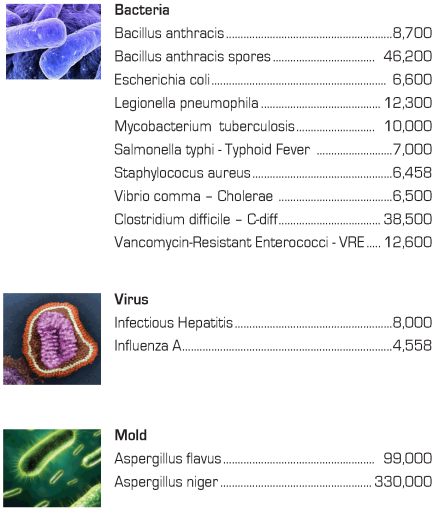 Bacteria
Bacillus anthracis.....................................................8,700
Bacillus anthracis spores................................. 46,200
Escherichia coli........................................................ 6,600
Legionella pneumophila...................................... 12,300
Mycobacterium tuberculosis......................... 10,000
Salmonella typhi - Typhoid Fever ........................7,000
Staphylococus aureus............................................6,458
Vibrio comma – Cholerae ....................................6,500
Clostridium difficile – C-diff................................ 38,500
Vancomycin-Resistant Enterococci - VRE..... 12,600
Virus
Infectious Hepatitis..................................................8,000
Influenza A...................................................................4,558
Mold
Aspergillus flavus................................................ 99,000
Aspergillus niger................................................ 330,000